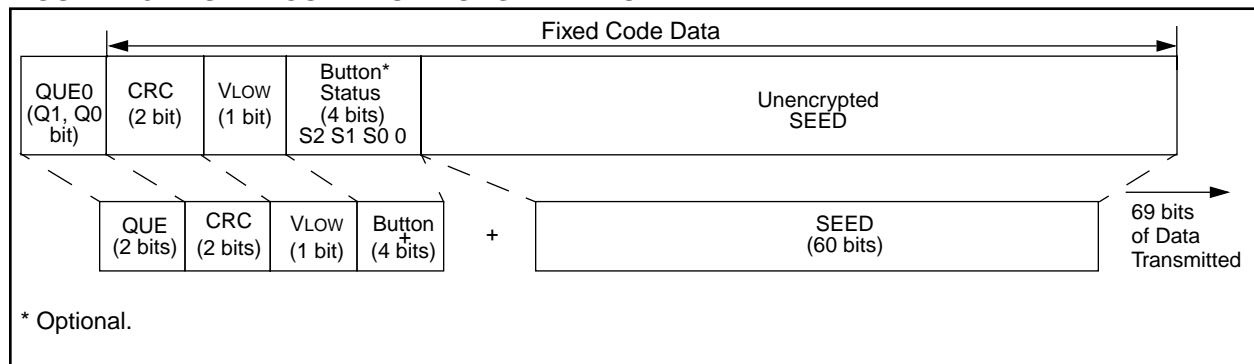 Fixed Code Data
QUE0
(Q1, Q0
bit)
CRC
(2 bit)
VLOW
(1 bit)
Button*
Status
(4 bits)
S2 S1 S0 0
Unencrypted
SEED
QUE
(2 bits)
CRC
(2 bits)
VLOW
(1 bit)
Button
+
(4 bits)
+
SEED
(60 bits)
69 bits
of Data
Transmitted
* Optional.